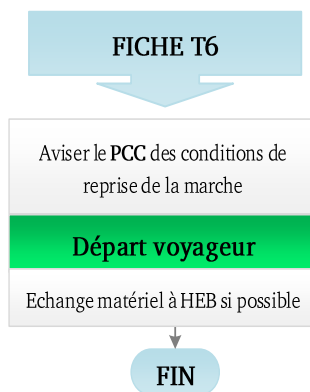 FICHE T6
Aviser le PCC des conditions de
reprise de la marche
Départ voyageur
Echange matériel à HEB si possible
FIN